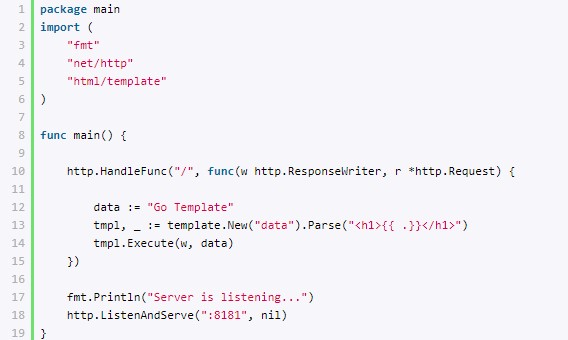 1 package main
2 import (
3     "fmt"
4     "net/http"
5     "html/template"
6 )
7
8 func main() {
9
10     http.HandleFunc("/", func(w http.ResponseWriter, r *http.Request) {
11
12         data := "Go Template"
13         tmpl, _ := template.New("data").Parse("<h1>{{ .}}</h1>")
14         tmpl.Execute(w, data)
15     })
16
17     fmt.Println("Server is listening...")
18     http.ListenAndServe(":8181", nil)
19 }